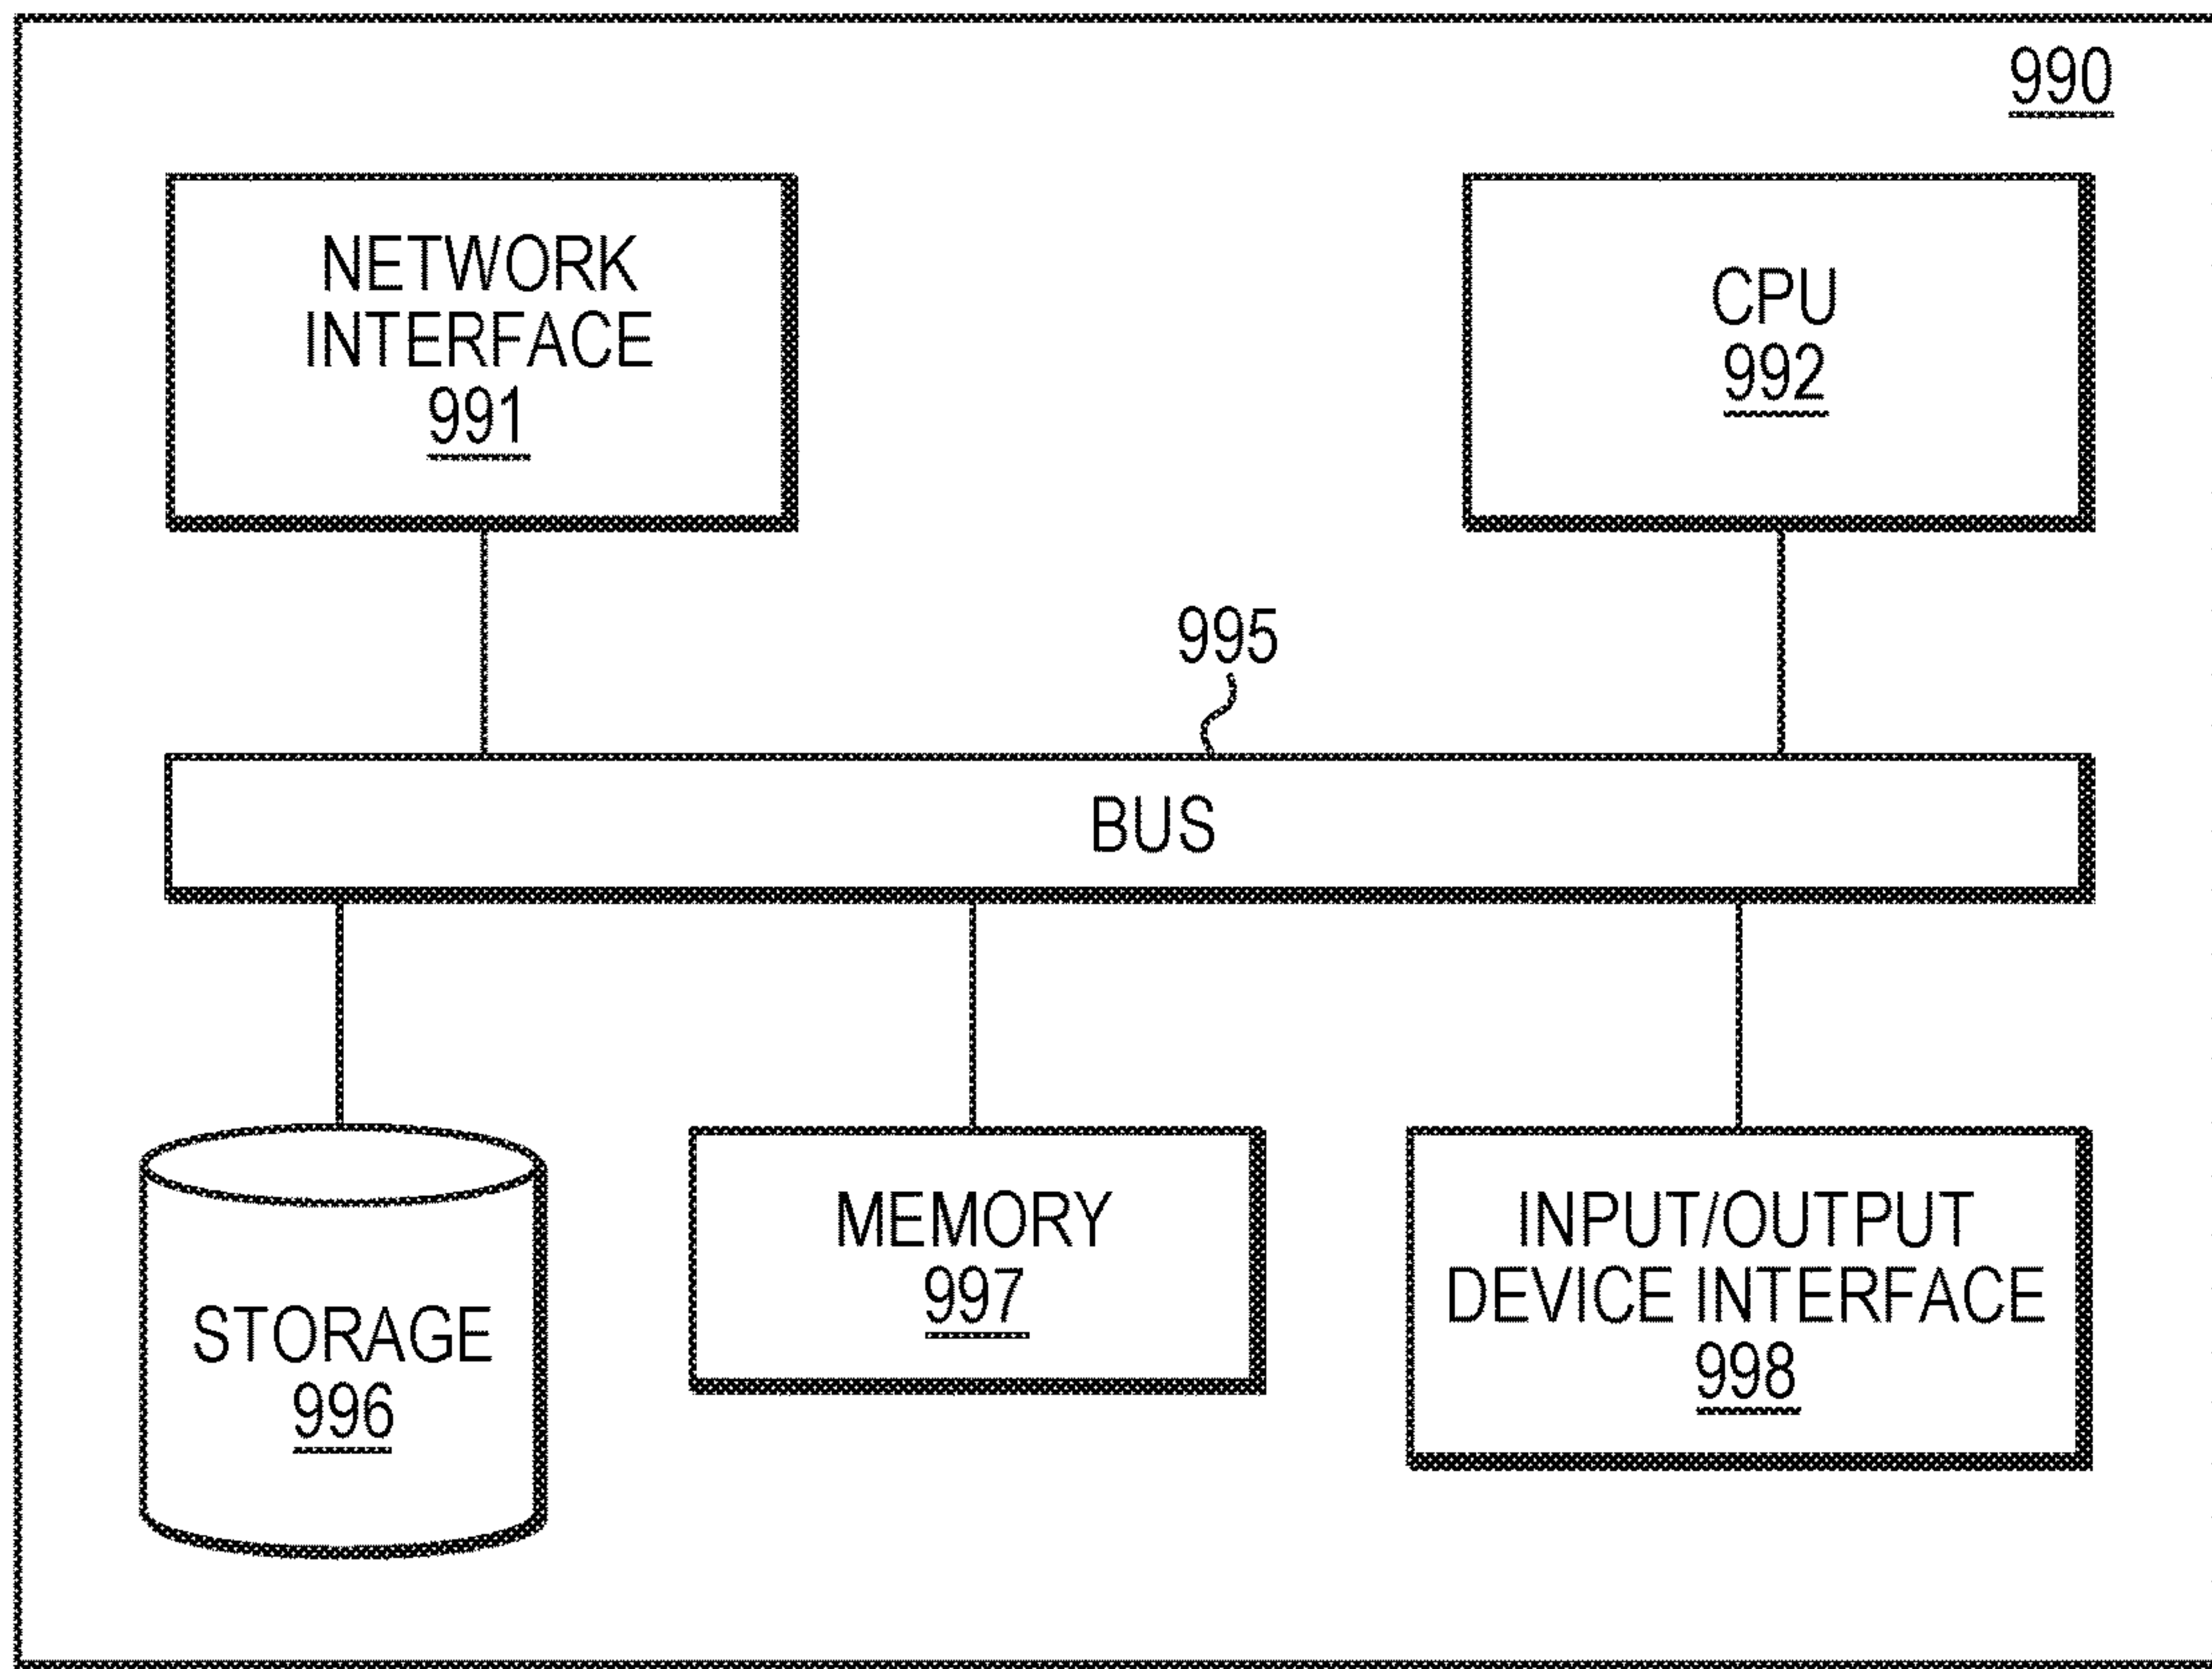 990
NETWORK
INTERFACE
991
CPU
992
995
BUS
STORAGE
996
MEMORY
997
INPUT/OUTPUT
DEVICE INTERFACE
998